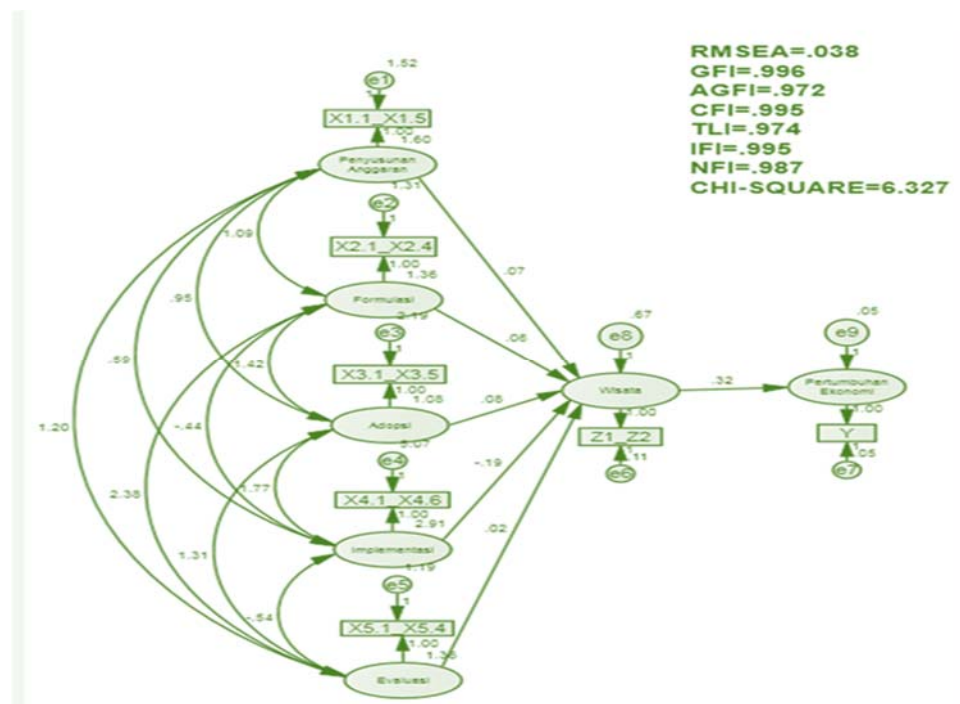 RMSEA=.038
GFI=.996
AGFI=.972
CFI=.995
TLI=.974
IFI=.995
NFI=.987
CHI-SQUARE=6.327
1.52
e1
1
X1.1_X1.5
1.00
1.60
Penyusunan
Anggaran
1.31
e2
1
X2.1_X2.4
1.00
1.36
Formulasi
2.19
e3
1
X3.1_X3.5
1.00
1.08
Adopsi
e4
1
X4.1_X4.6
1.00
2.91
Implementasi
1.19
e5
1
X5.1_X5.4
1.00
Evaluasi
1.09
.95
.59
1.20
1.42
-.44
2.38
1.77
1.31
-.54
.07
.08
-.19
.02
.67
e8
1
Wisata
1.00
Z1_Z2
1
.11
e6
.32
.05
e9
1
Pertumbuhan
Ekonomi
1.00
Y
1
.05
e7